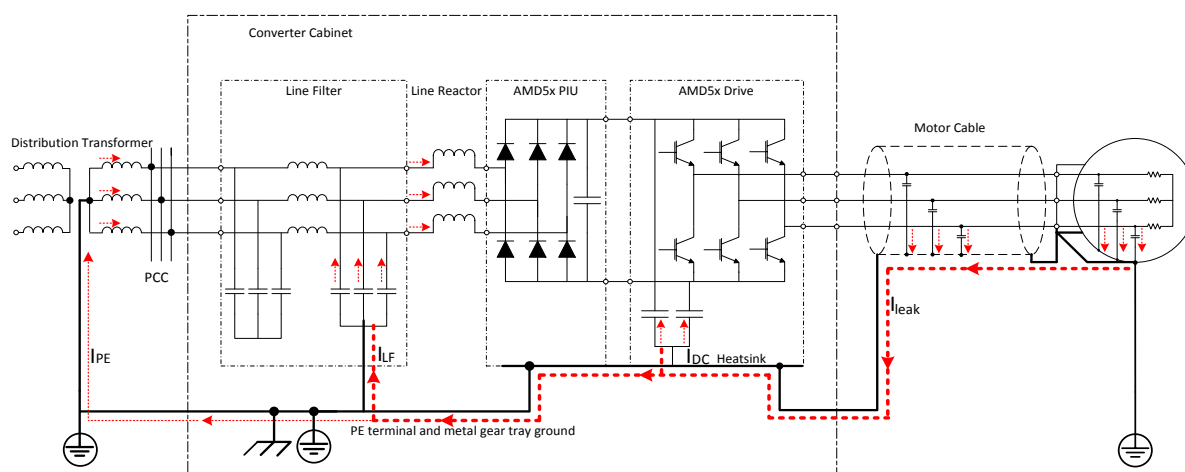 Converter Cabinet
Line Filter
Line Reactor
AMD5x PIU
AMD5x Drive
Motor Cable
Distribution Transformer
PCC
IPE
ILF
IDC Heatsink
Ileak
PE terminal and metal gear tray ground